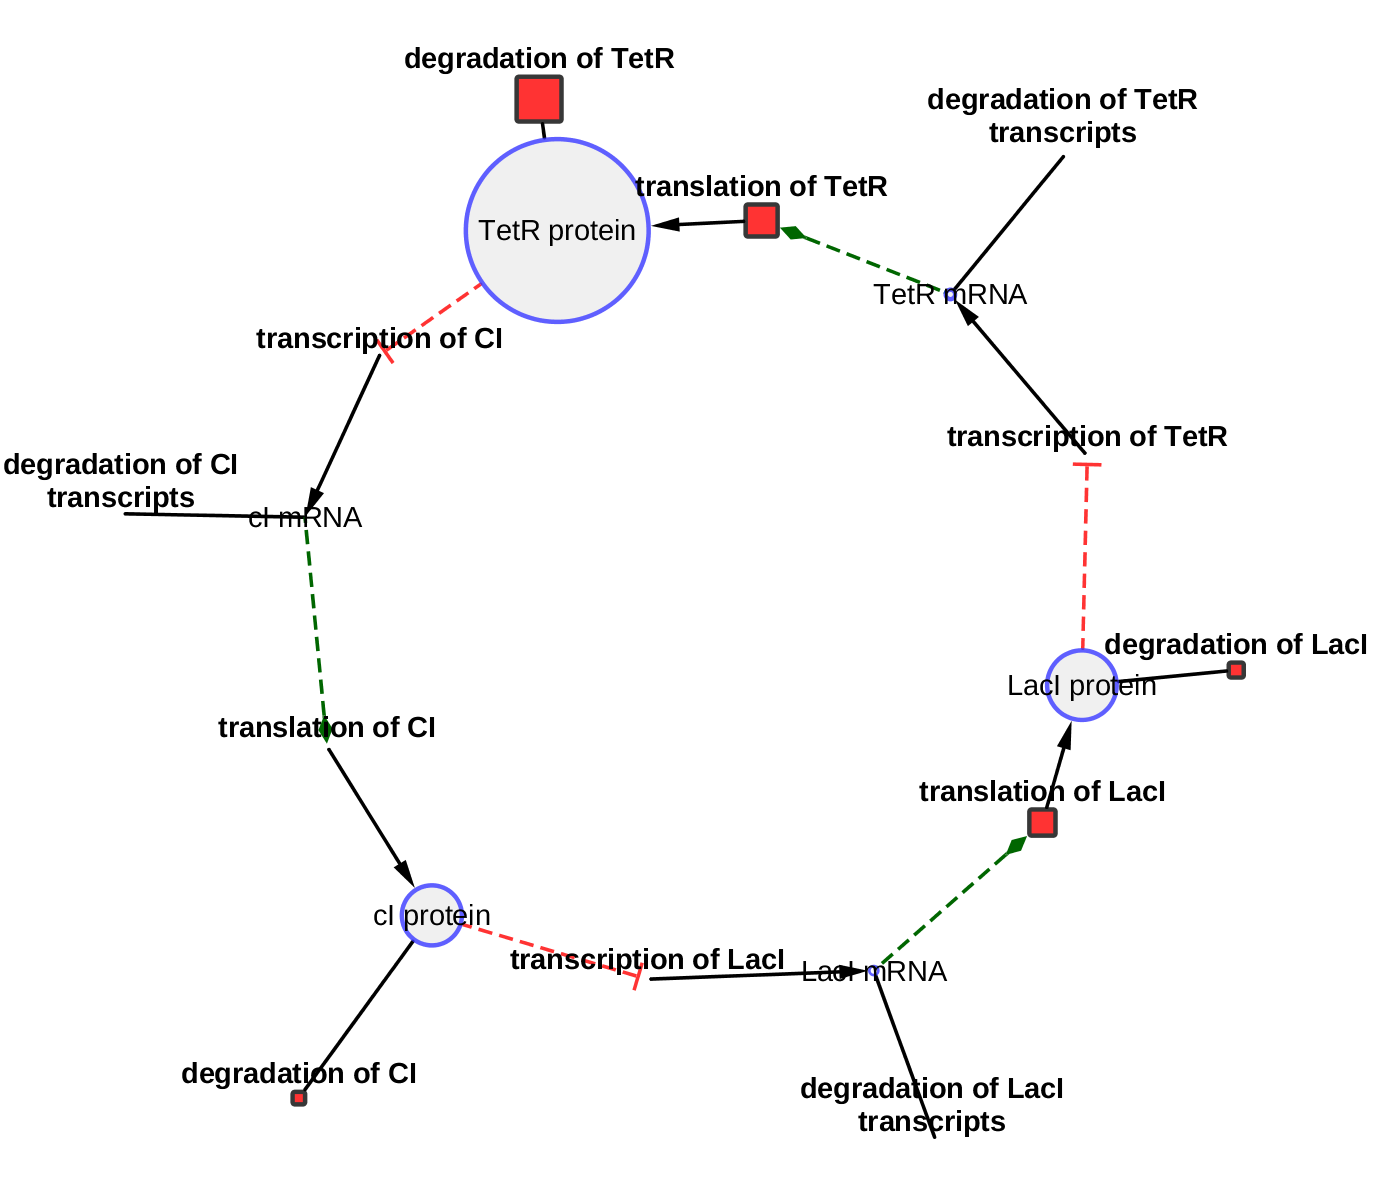 degradation of TetR
degradation of TetR
transcripts
translation of TetR
TetR protein
TetR mRNA
transcription of CI
transcription of TetR
degradation of CI
transcripts
cI mRNA
degradation of LacI
LacI protein
translation of CI
translation of LacI
cI protein
transcription of LacI
LacI mRNA
degradation of CI
degradation of LacI
transcripts